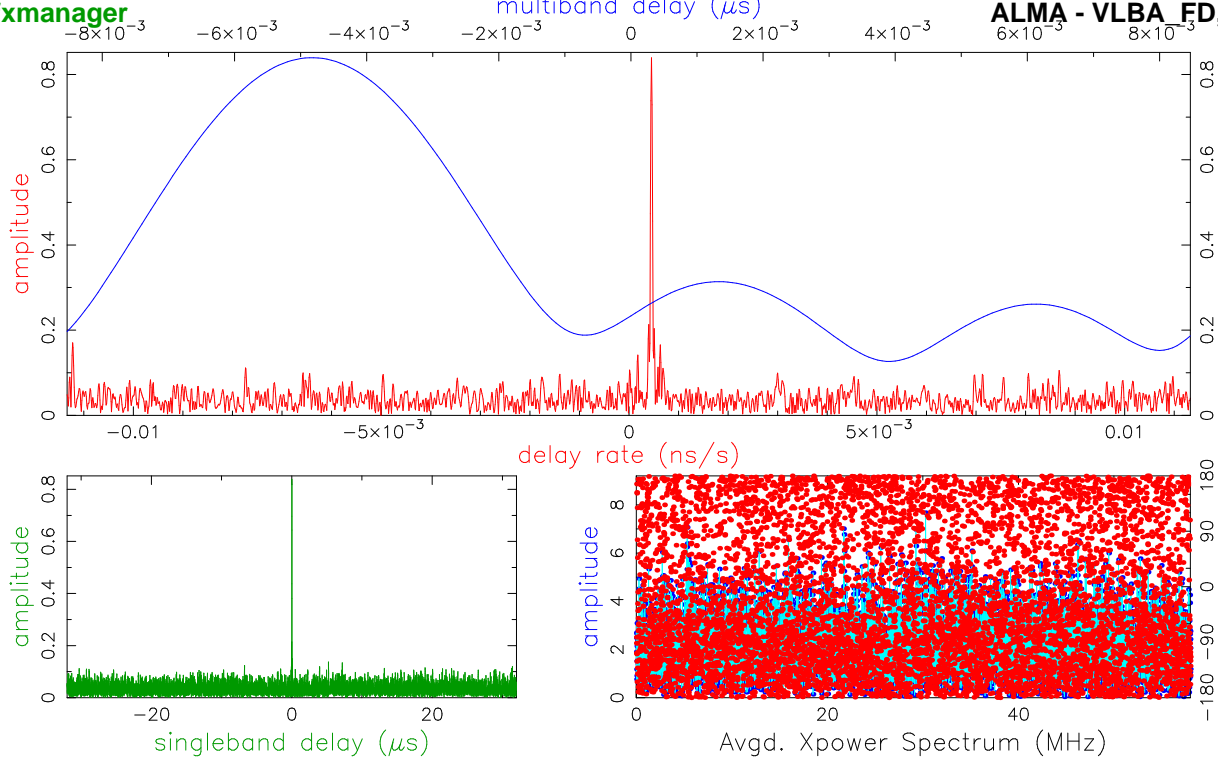 xmanager
multiband delay (μs)
ALMA - VLBA_FD
−8×10⁻³ −6×10⁻³ −4×10⁻³ −2×10⁻³ 0 2×10⁻³ 4×10⁻³ 6×10⁻³ 8×10⁻³
amplitude
0 0.2 0.4 0.6 0.8
0 0.2 0.4 0.6 0.8
−0.01 −5×10⁻³ 0 5×10⁻³ 0.01
delay rate (ns/s)
amplitude
0 0.2 0.4 0.6 0.8
−20 0 20
singleband delay (μs)
amplitude
0 2 4 6 8
−180 −90 0 90 180
0 20 40
Avgd. Xpower Spectrum (MHz)